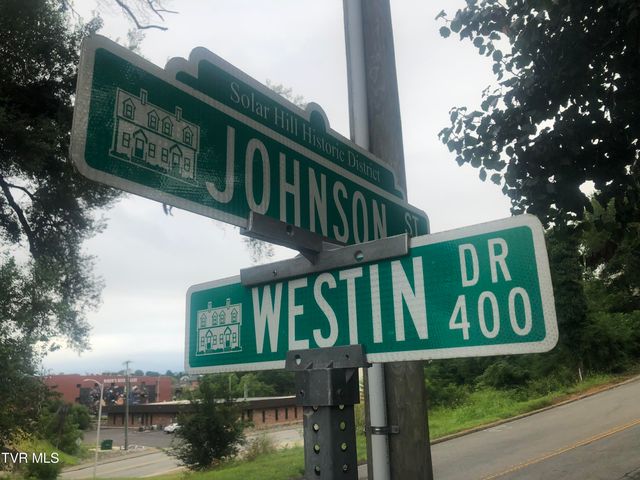 Solar Hill Historic District
JOHNSON ST
WESTIN DR
400
TVR MLS